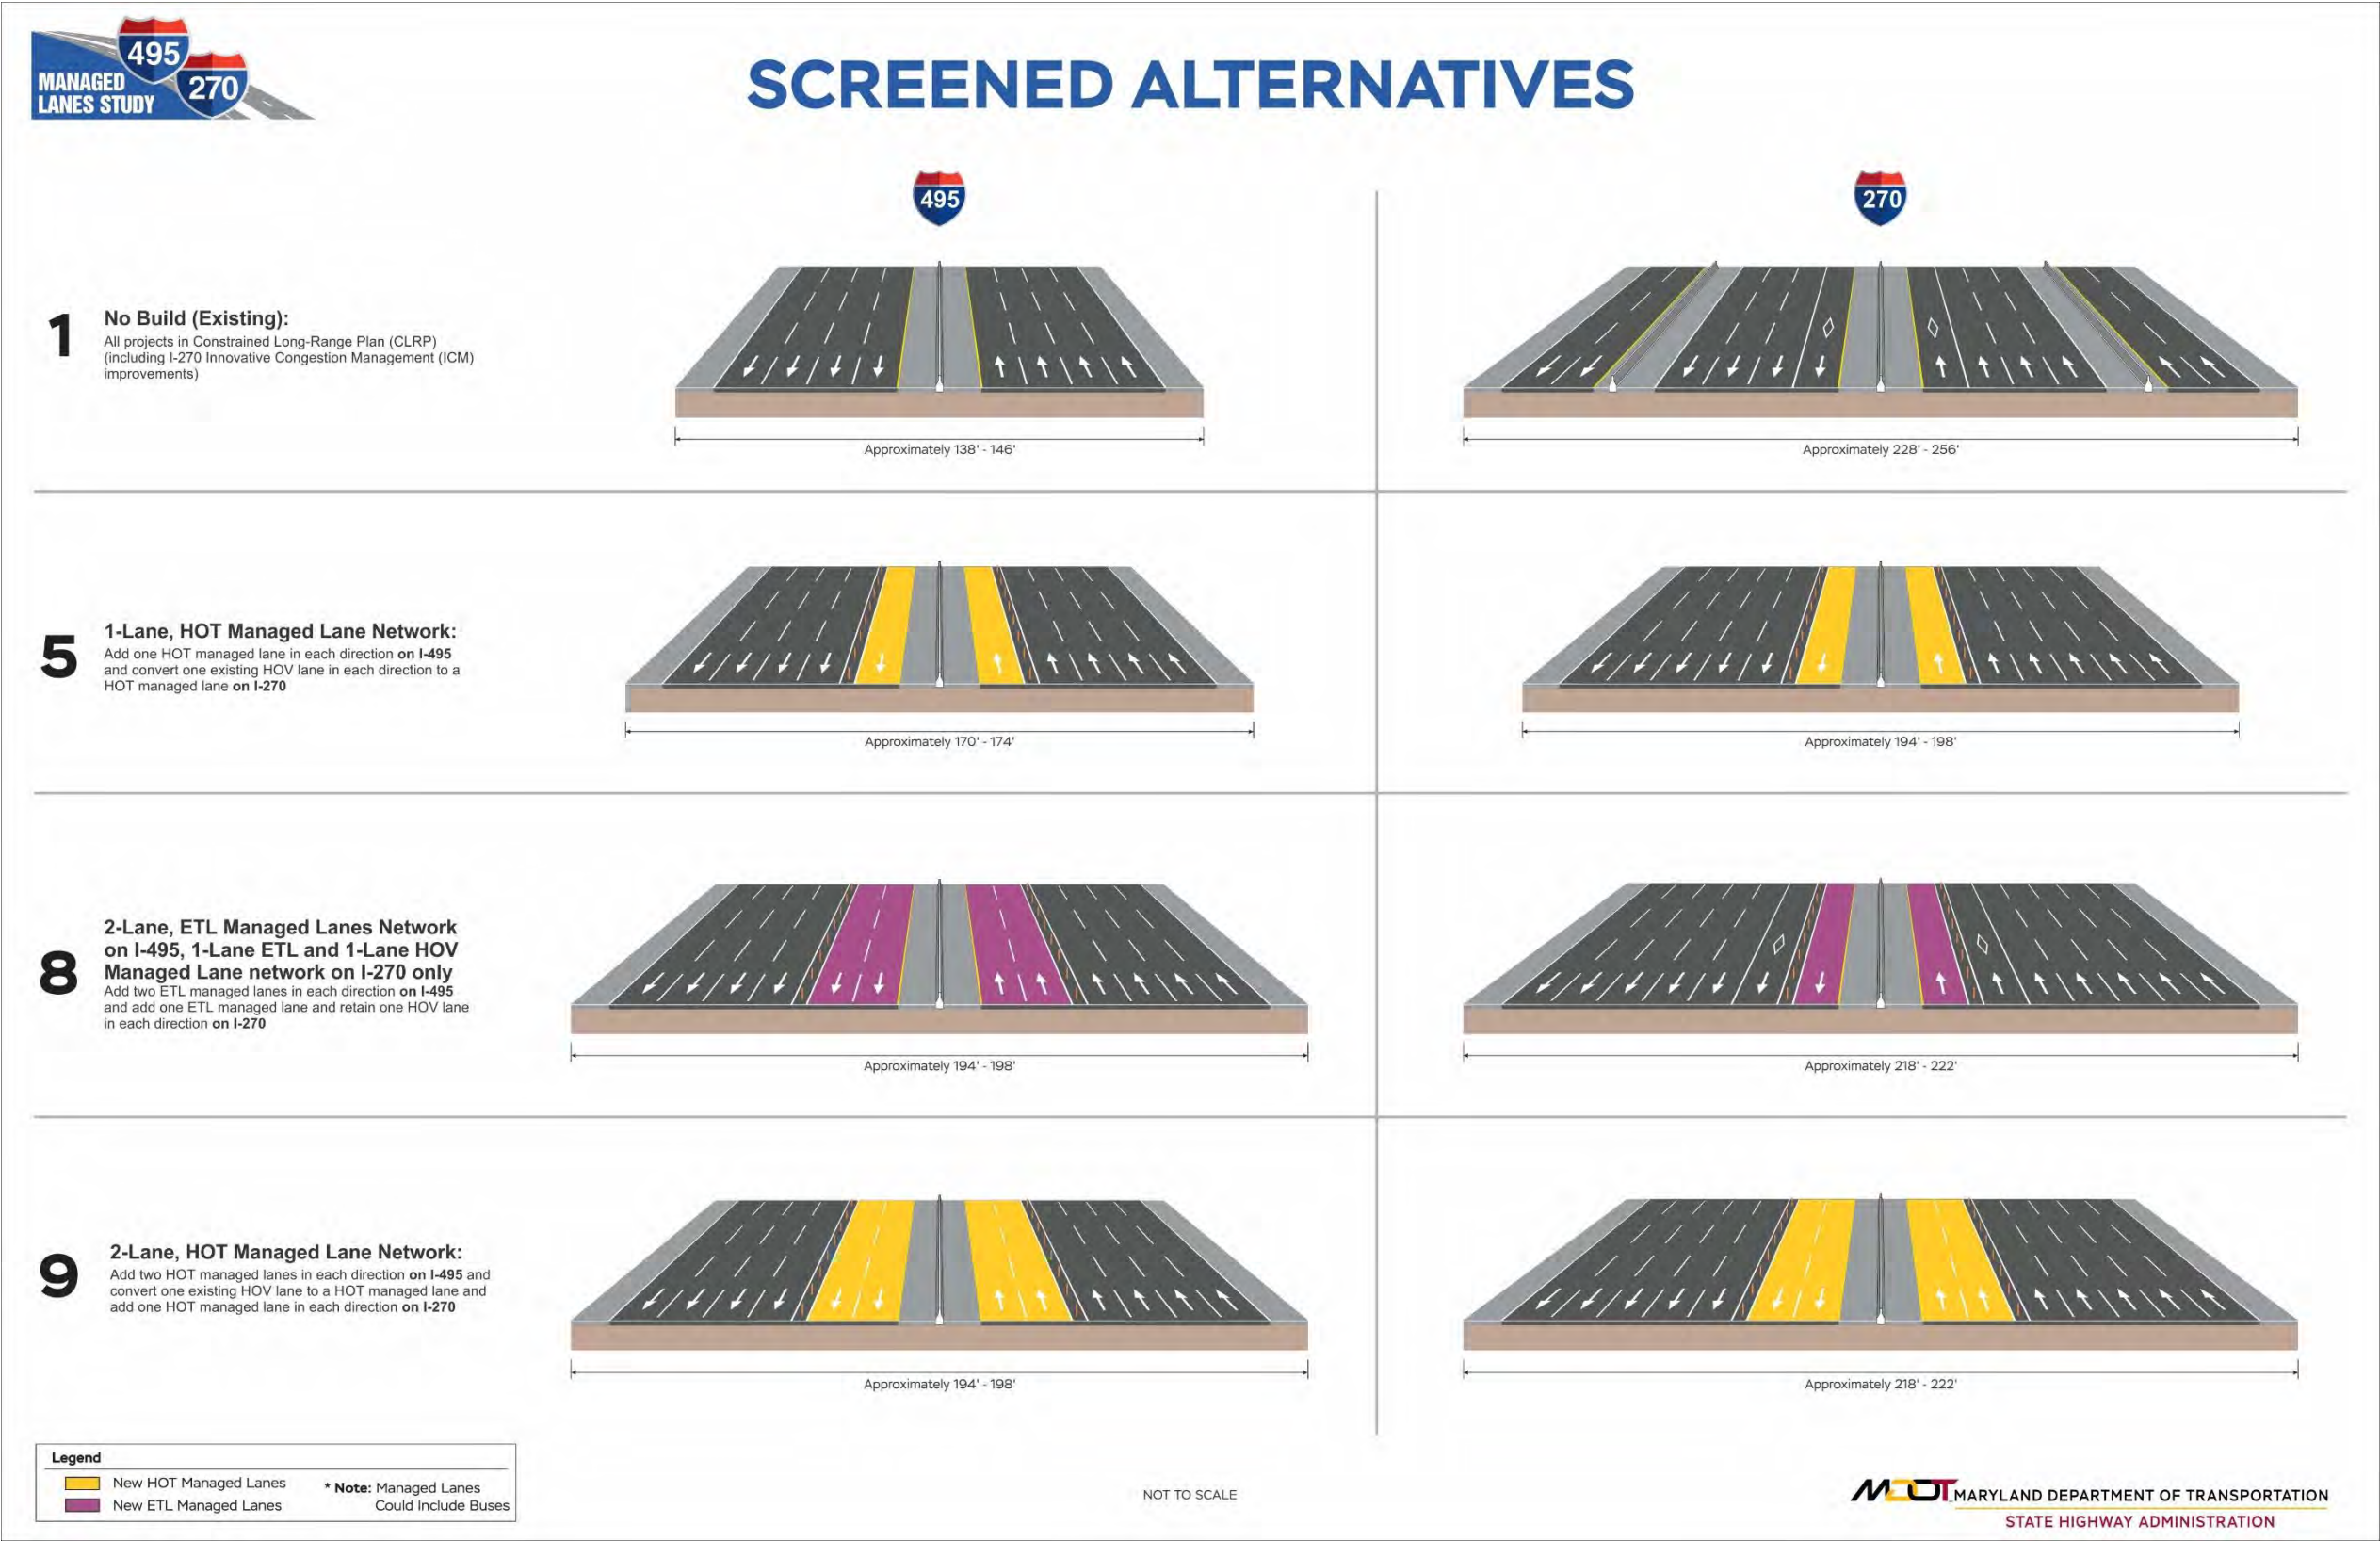 495
MANAGED
LANES STUDY
270
SCREENED ALTERNATIVES
495
270
1
No Build (Existing):
All projects in Constrained Long-Range Plan (CLRP)
(including I-270 Innovative Congestion Management (ICM)
improvements)
Approximately 138' - 146'
Approximately 228' - 256'
5
1-Lane, HOT Managed Lane Network:
Add one HOT managed lane in each direction on I-495
and convert one existing HOV lane in each direction to a
HOT managed lane on I-270
Approximately 170' - 174'
Approximately 194' - 198'
8
2-Lane, ETL Managed Lanes Network
on I-495, 1-Lane ETL and 1-Lane HOV
Managed Lane network on I-270 only
Add two ETL managed lanes in each direction on I-495
and add one ETL managed lane and retain one HOV lane
in each direction on I-270
Approximately 194' - 198'
Approximately 218' - 222'
9
2-Lane, HOT Managed Lane Network:
Add two HOT managed lanes in each direction on I-495 and
convert one existing HOV lane to a HOT managed lane and
add one HOT managed lane in each direction on I-270
Approximately 194' - 198'
Approximately 218' - 222'
Legend
New HOT Managed Lanes
New ETL Managed Lanes
* Note: Managed Lanes
Could Include Buses
NOT TO SCALE
MDOT MARYLAND DEPARTMENT OF TRANSPORTATION
STATE HIGHWAY ADMINISTRATION